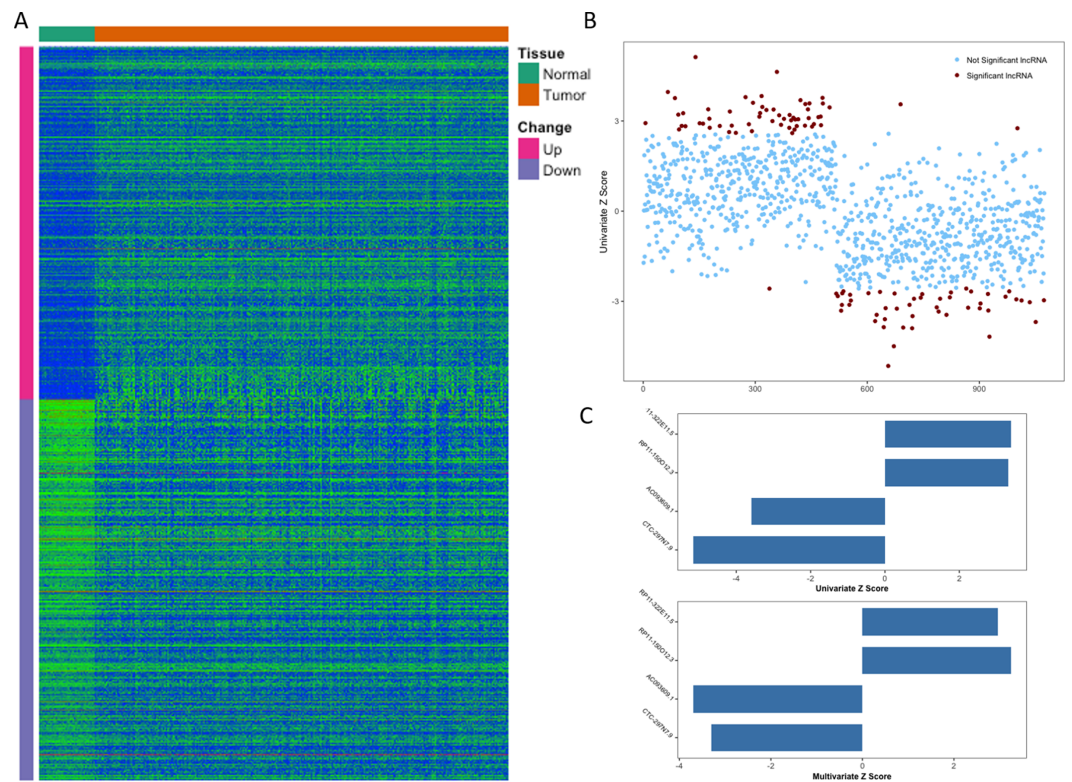 A
Tissue
Normal
Tumor
Change
Up
Down
B
Not Significant lncRNA
Significant lncRNA
Univariate Z Score
3
0
-3
0
300
600
900
C
11-322E11.5
RP11-150O12.3
AC093609.1
CTC-297N7.9
-4
-2
0
2
Univariate Z Score
RP11-322E11.5
RP11-150O12.3
AC093609.1
CTC-297N7.9
-4
-2
0
2
Multivariate Z Score